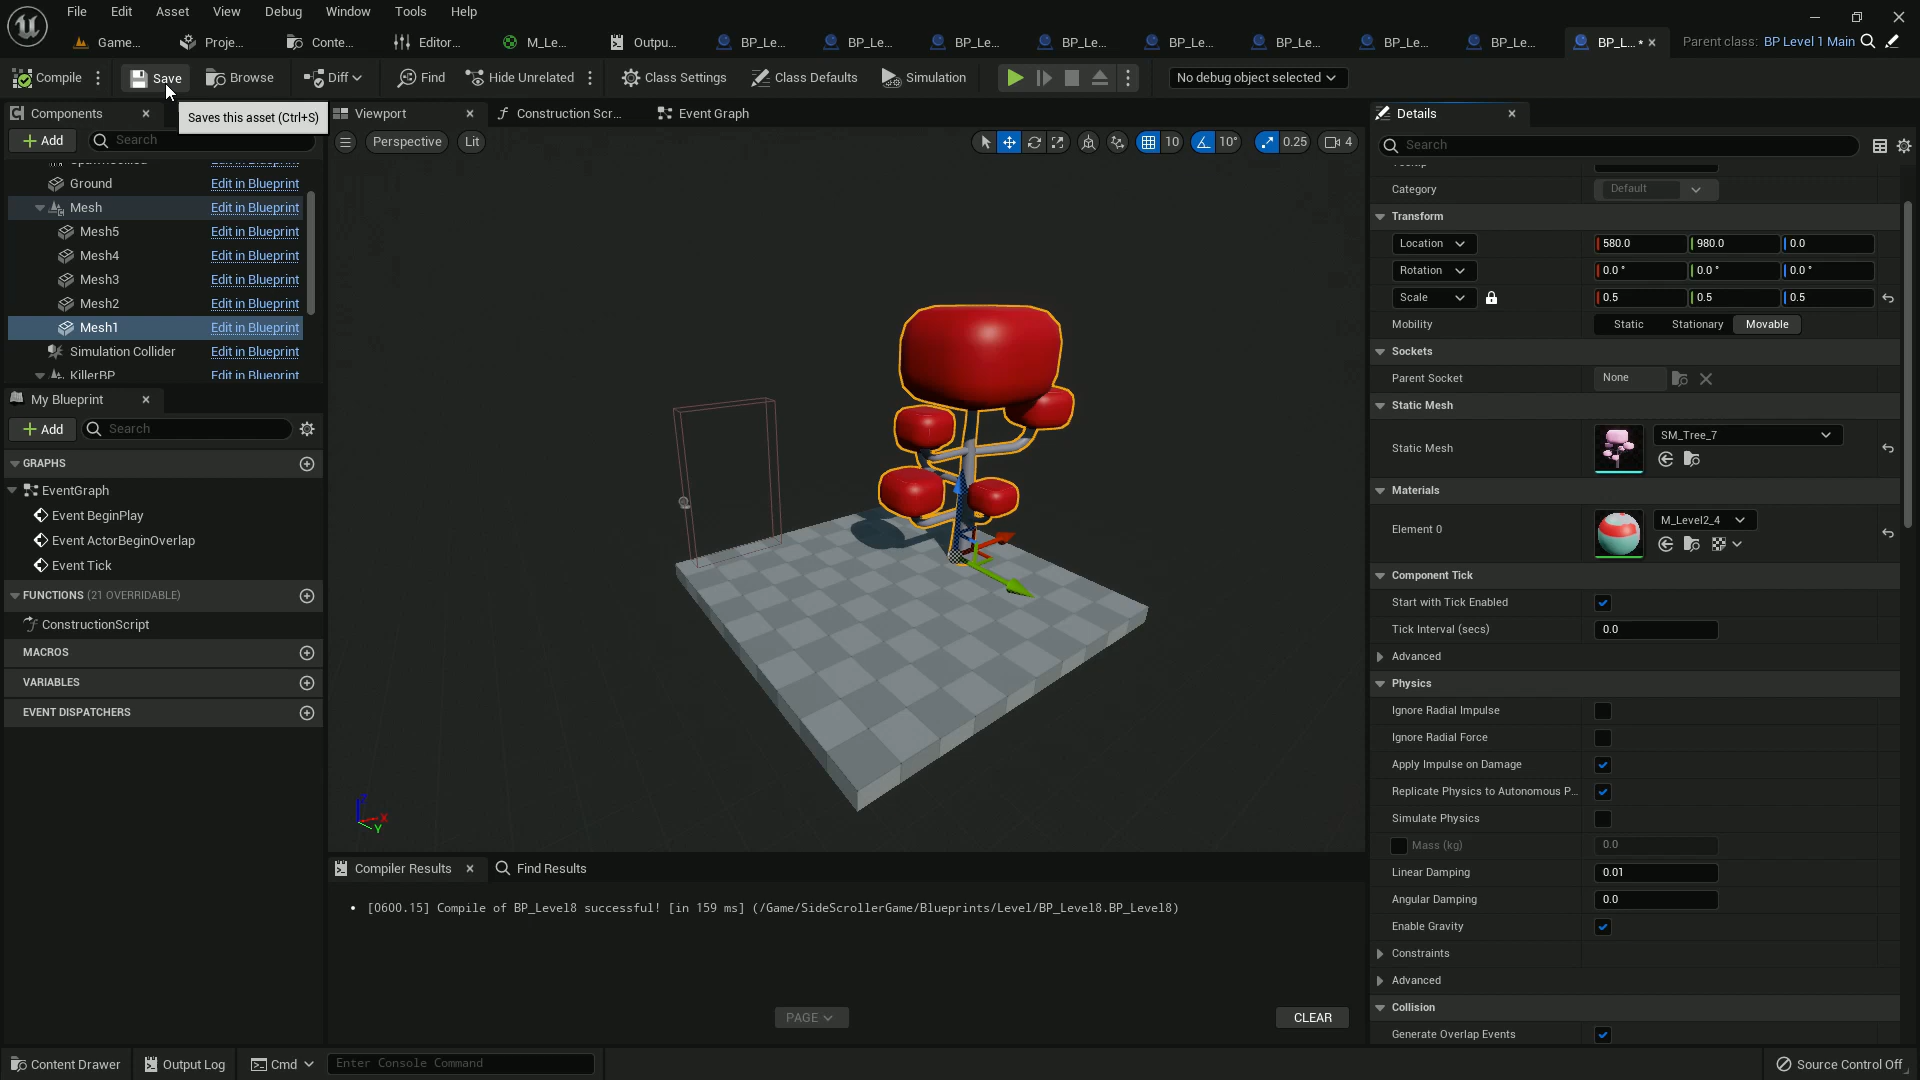 File Edit Asset View Debug Window Tools Help
Game... Proje... Conte... Editor... M_Le... Outpu... BP_Le... BP_Le... BP_Le... BP_Le... BP_Le... BP_Le... BP_Le... BP_Le... BP_L... * Parent class: BP Level 1 Main
Compile Save Browse Diff Find Hide Unrelated Class Settings Class Defaults Simulation No debug object selected
Components Viewport Construction Scr... Event Graph Details
Saves this asset (Ctrl+S)
Add Search Perspective Lit 10 10° 0.25 4 Search
Ground Edit in Blueprint
Category Default
Mesh Edit in Blueprint
Transform
Mesh5 Edit in Blueprint
Location 580.0 980.0 0.0
Mesh4 Edit in Blueprint
Rotation 0.0 ° 0.0 ° 0.0 °
Mesh3 Edit in Blueprint
Scale 0.5 0.5 0.5
Mesh2 Edit in Blueprint
Mobility Static Stationary Movable
Mesh1 Edit in Blueprint
Sockets
Simulation Collider Edit in Blueprint
Parent Socket None
KillerBP Edit in Blueprint
My Blueprint
Static Mesh
Add Search
Static Mesh SM_Tree_7
GRAPHS
Materials
EventGraph
Element 0 M_Level2_4
Event BeginPlay
Event ActorBeginOverlap
Event Tick
Component Tick
FUNCTIONS (21 OVERRIDABLE)
Start with Tick Enabled
ConstructionScript
Tick Interval (secs) 0.0
MACROS
Advanced
VARIABLES
Physics
EVENT DISPATCHERS
Ignore Radial Impulse
Ignore Radial Force
Apply Impulse on Damage
Replicate Physics to Autonomous P...
Simulate Physics
Z X Y
Mass (kg) 0.0
Compiler Results Find Results
Linear Damping 0.01
Angular Damping 0.0
[0600.15] Compile of BP_Level8 successful! [in 159 ms] (/Game/SideScrollerGame/Blueprints/Level/BP_Level8.BP_Level8)
Enable Gravity
Constraints
Advanced
Collision
PAGE CLEAR
Generate Overlap Events
Content Drawer Output Log Cmd Enter Console Command Source Control Off